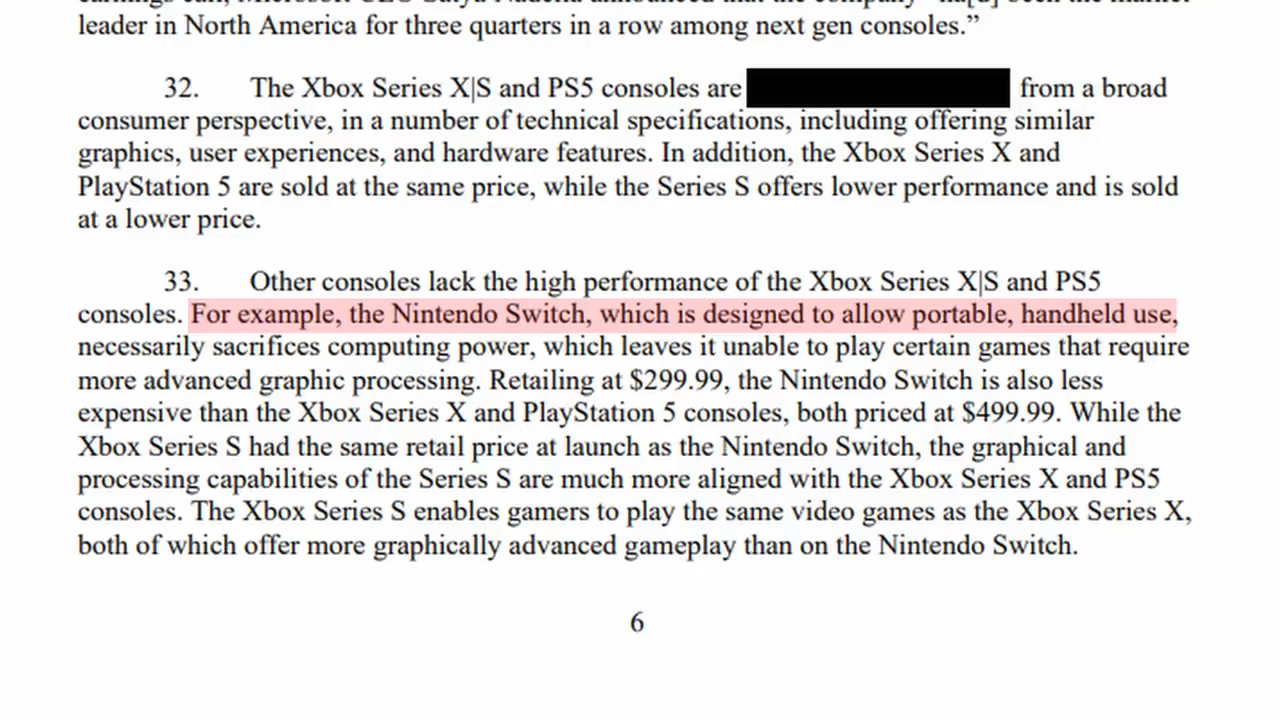 leader in North America for three quarters in a row among next gen consoles.”
32. The Xbox Series X|S and PS5 consoles are from a broad
consumer perspective, in a number of technical specifications, including offering similar
graphics, user experiences, and hardware features. In addition, the Xbox Series X and
PlayStation 5 are sold at the same price, while the Series S offers lower performance and is sold
at a lower price.
33. Other consoles lack the high performance of the Xbox Series X|S and PS5
consoles. For example, the Nintendo Switch, which is designed to allow portable, handheld use,
necessarily sacrifices computing power, which leaves it unable to play certain games that require
more advanced graphic processing. Retailing at $299.99, the Nintendo Switch is also less
expensive than the Xbox Series X and PlayStation 5 consoles, both priced at $499.99. While the
Xbox Series S had the same retail price at launch as the Nintendo Switch, the graphical and
processing capabilities of the Series S are much more aligned with the Xbox Series X and PS5
consoles. The Xbox Series S enables gamers to play the same video games as the Xbox Series X,
both of which offer more graphically advanced gameplay than on the Nintendo Switch.
6